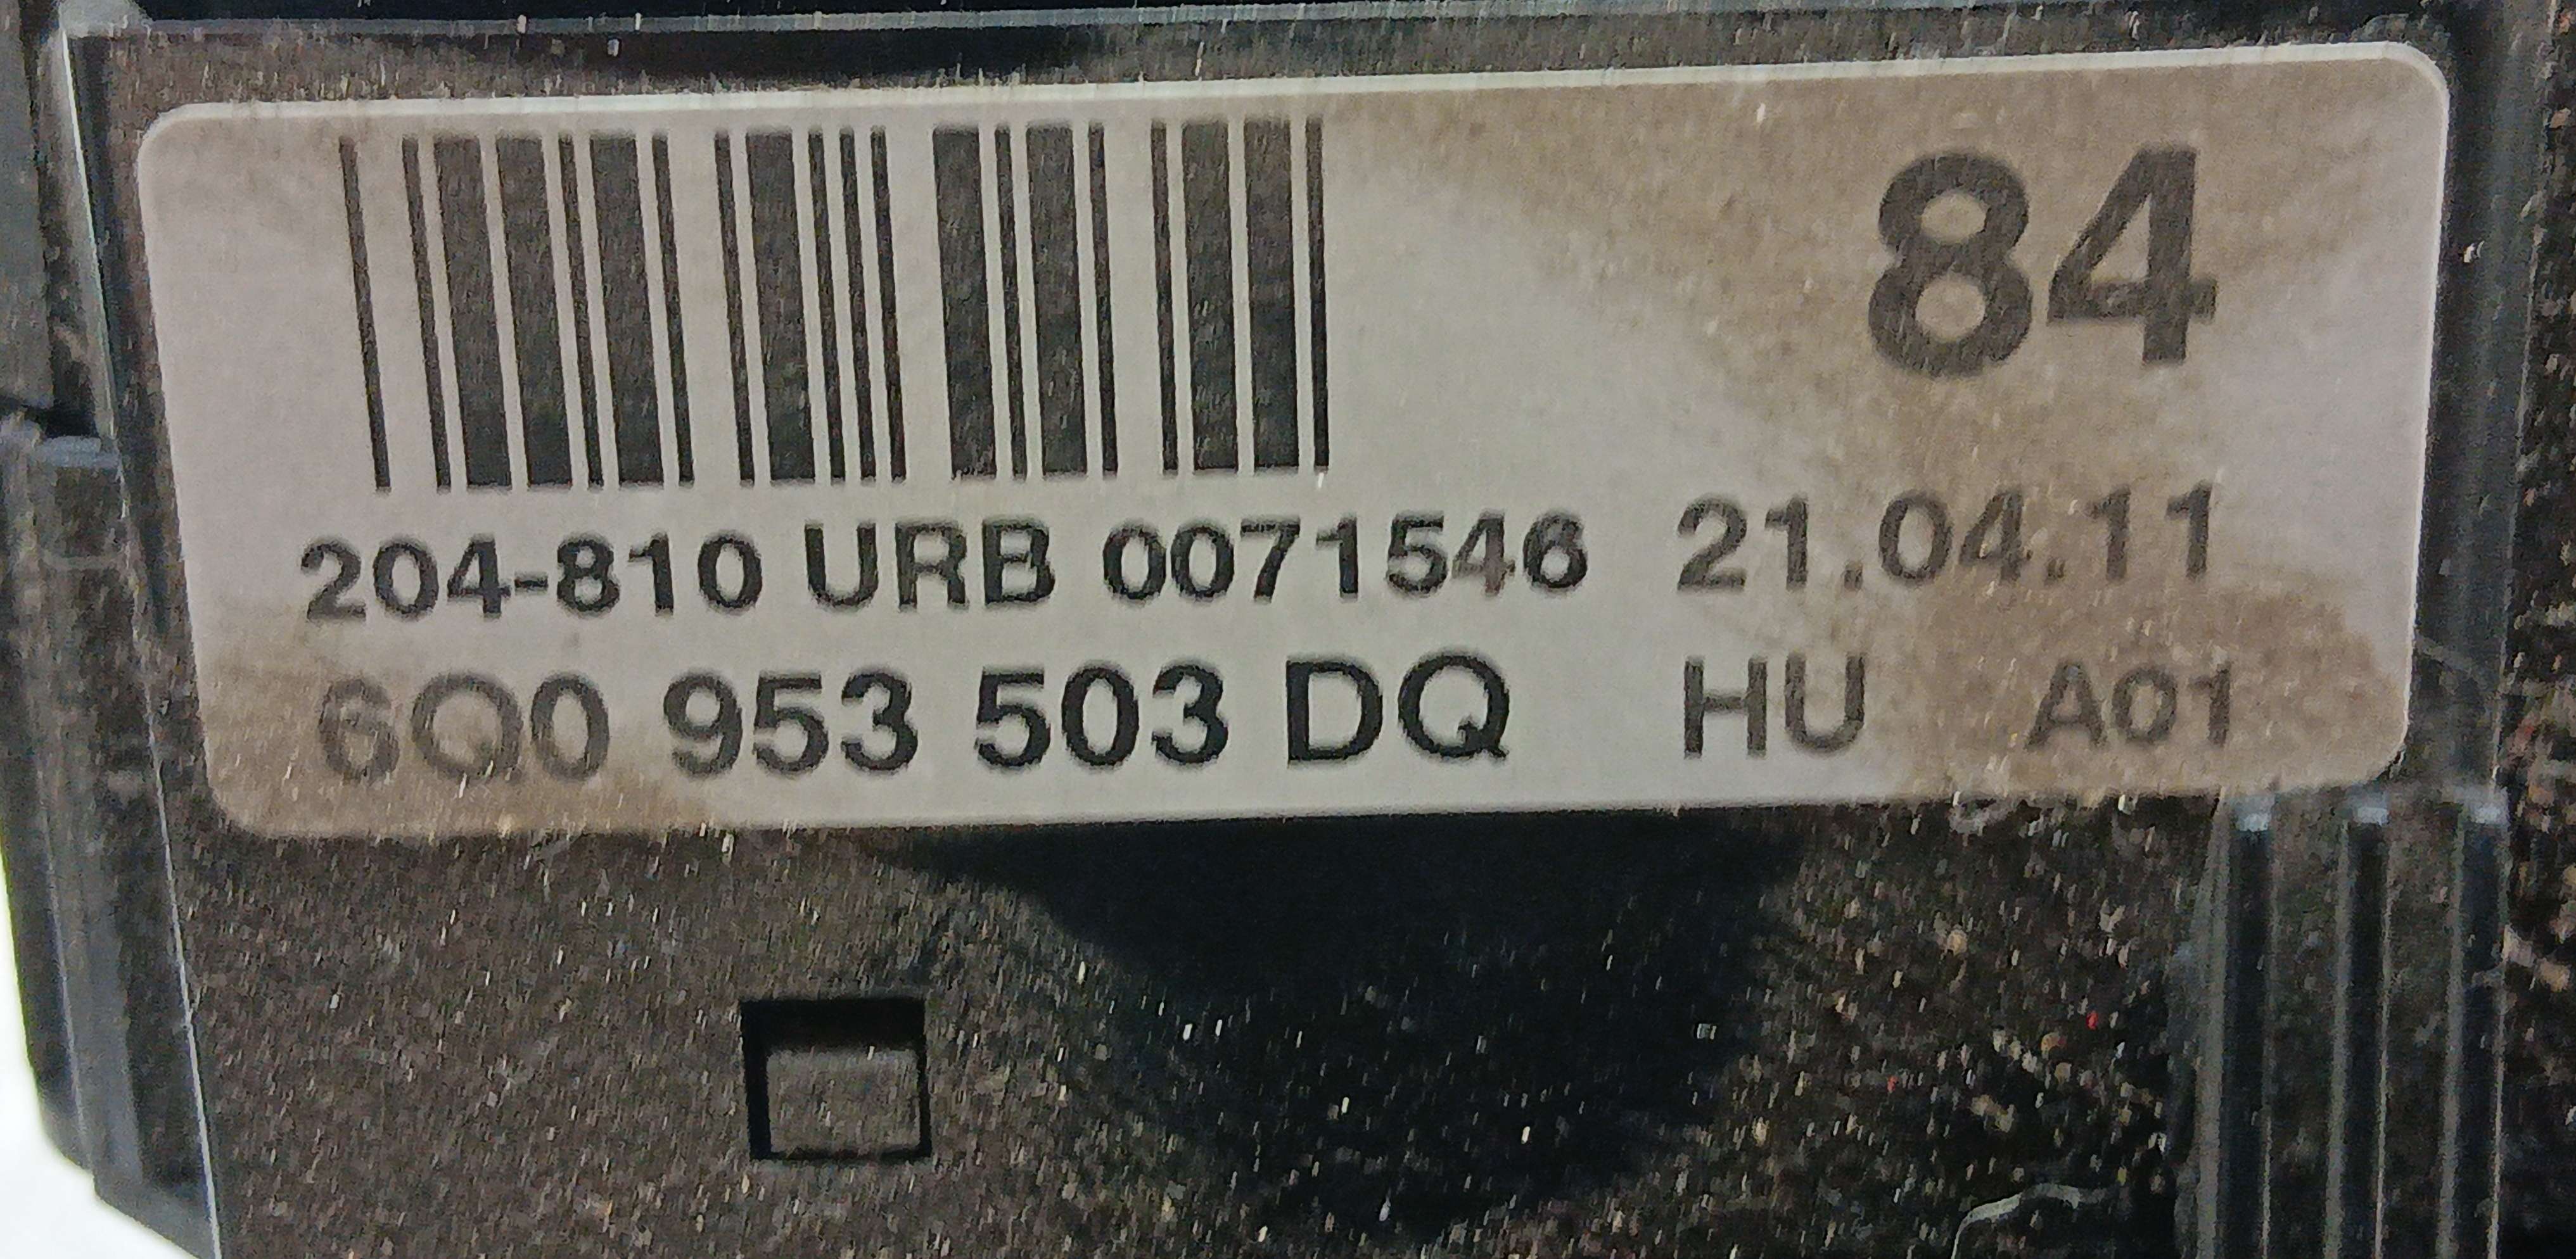 84
204-810 URB 0071546 21.04.11
6Q0 953 503 DQ HU A01